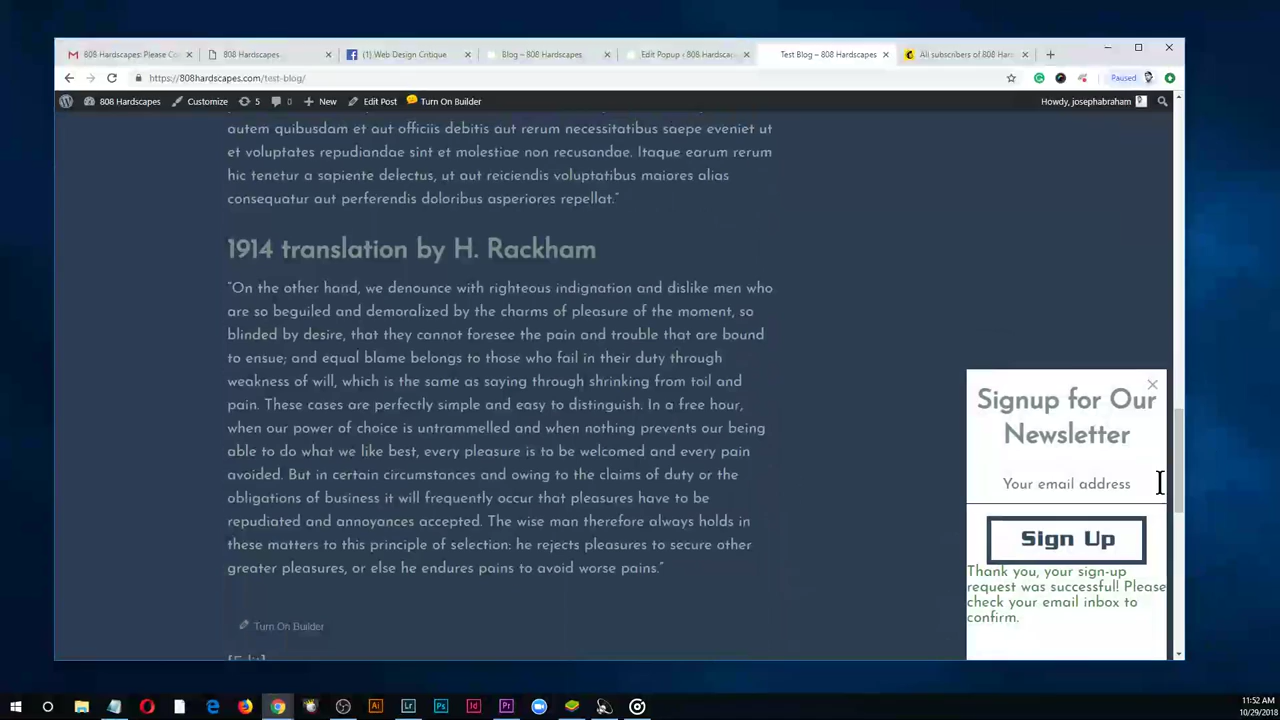 808 Hardscapes: Please Co
808 Hardscapes
(1) Web Design Critique
Blog – 808 Hardscapes
Edit Popup ‹ 808 Hardscap
Test Blog – 808 Hardscapes
All subscribers of 808 Hard
https://808hardscapes.com/test-blog/
Paused
808 Hardscapes
Customize
5
0
New
Edit Post
Turn On Builder
Howdy, josephabraham
autem quibusdam et aut officiis debitis aut rerum necessitatibus saepe eveniet ut
et voluptates repudiandae sint et molestiae non recusandae. Itaque earum rerum
hic tenetur a sapiente delectus, ut aut reiciendis voluptatibus maiores alias
consequatur aut perferendis doloribus asperiores repellat.”
1914 translation by H. Rackham
“On the other hand, we denounce with righteous indignation and dislike men who
are so beguiled and demoralized by the charms of pleasure of the moment, so
blinded by desire, that they cannot foresee the pain and trouble that are bound
to ensue; and equal blame belongs to those who fail in their duty through
weakness of will, which is the same as saying through shrinking from toil and
pain. These cases are perfectly simple and easy to distinguish. In a free hour,
when our power of choice is untrammelled and when nothing prevents our being
able to do what we like best, every pleasure is to be welcomed and every pain
avoided. But in certain circumstances and owing to the claims of duty or the
obligations of business it will frequently occur that pleasures have to be
repudiated and annoyances accepted. The wise man therefore always holds in
these matters to this principle of selection: he rejects pleasures to secure other
greater pleasures, or else he endures pains to avoid worse pains.”
Turn On Builder
[Edit]
Signup for Our
Newsletter
Your email address
Sign Up
Thank you, your sign-up
request was successful! Please
check your email inbox to
confirm.
Ai
Lr
Ps
Id
Pr
11:52 AM
10/29/2018